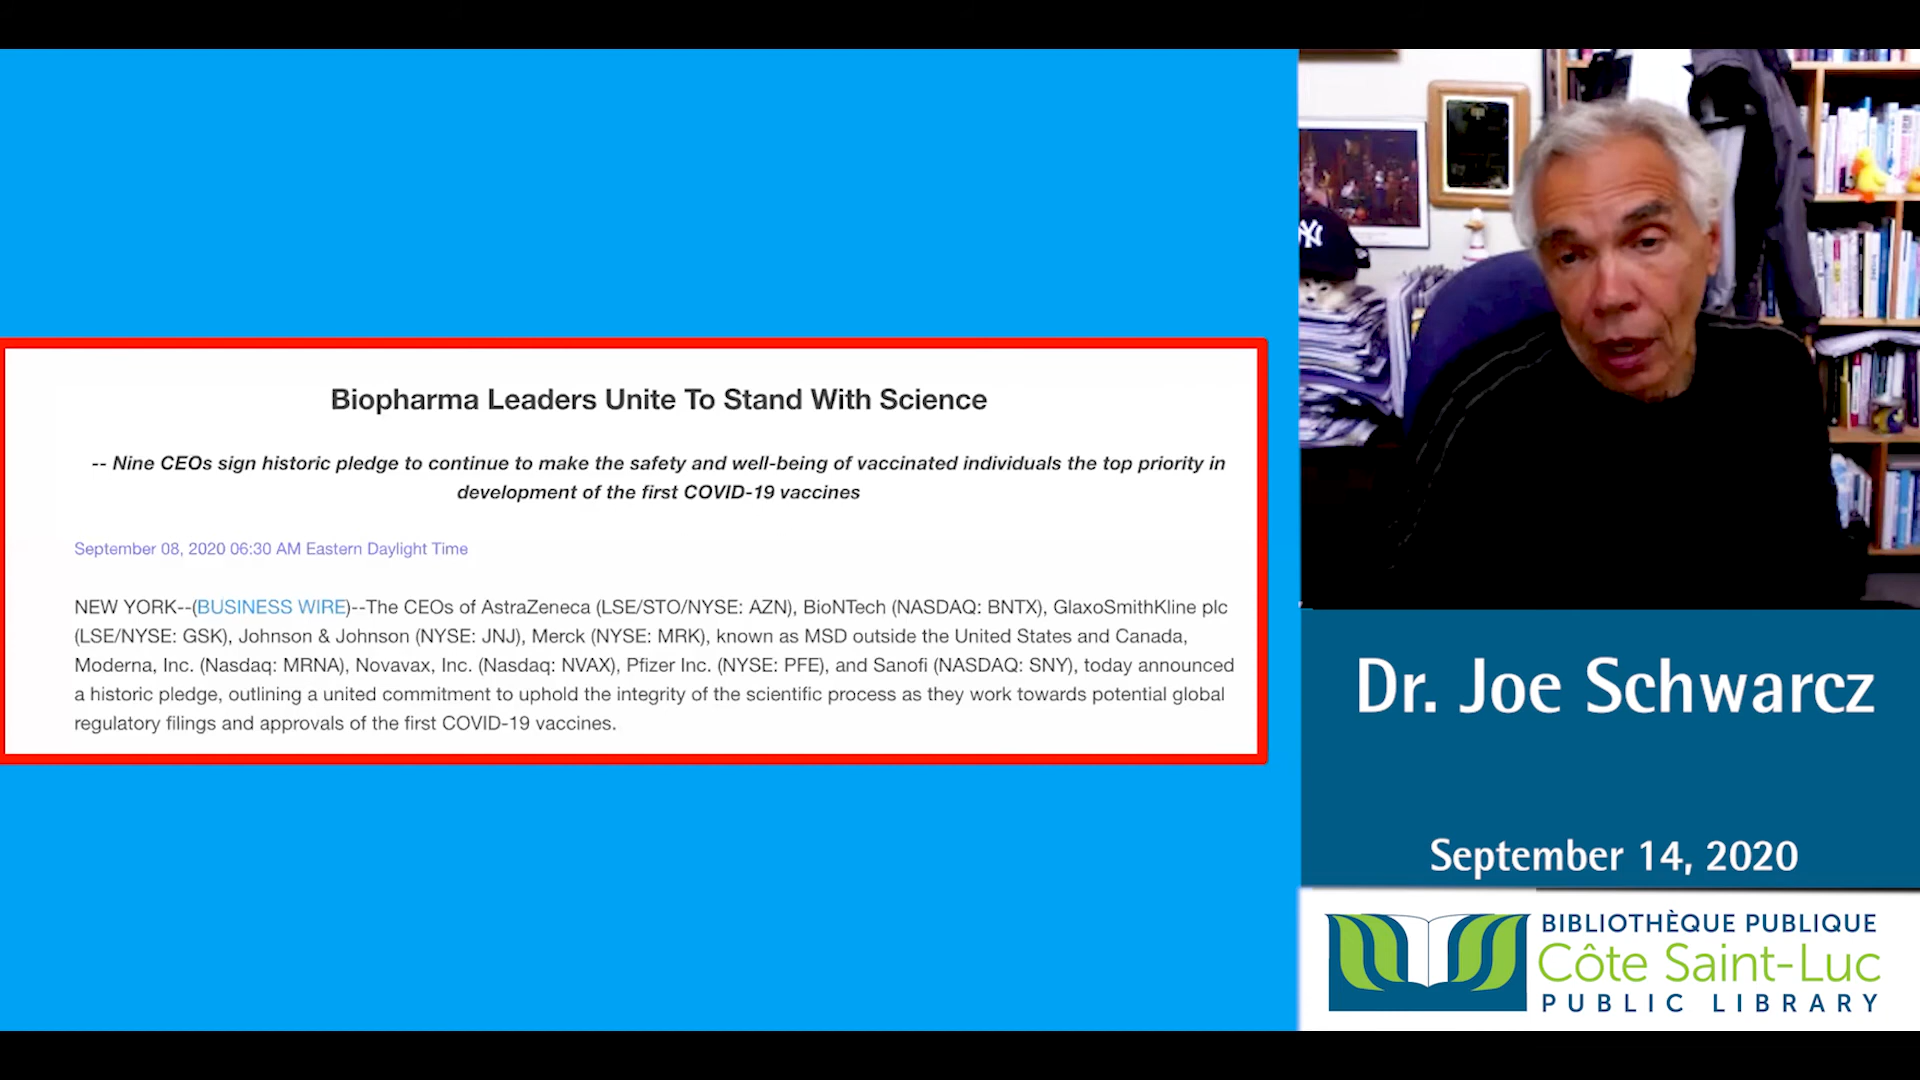 Biopharma Leaders Unite To Stand With Science
-- Nine CEOs sign historic pledge to continue to make the safety and well-being of vaccinated individuals the top priority in
development of the first COVID-19 vaccines
September 08, 2020 06:30 AM Eastern Daylight Time
NEW YORK--(BUSINESS WIRE)--The CEOs of AstraZeneca (LSE/STO/NYSE: AZN), BioNTech (NASDAQ: BNTX), GlaxoSmithKline plc
(LSE/NYSE: GSK), Johnson & Johnson (NYSE: JNJ), Merck (NYSE: MRK), known as MSD outside the United States and Canada,
Moderna, Inc. (Nasdaq: MRNA), Novavax, Inc. (Nasdaq: NVAX), Pfizer Inc. (NYSE: PFE), and Sanofi (NASDAQ: SNY), today announced
a historic pledge, outlining a united commitment to uphold the integrity of the scientific process as they work towards potential global
regulatory filings and approvals of the first COVID-19 vaccines.
NY
Dr. Joe Schwarcz
September 14, 2020
BIBLIOTHÈQUE PUBLIQUE
Côte Saint-Luc
PUBLIC LIBRARY